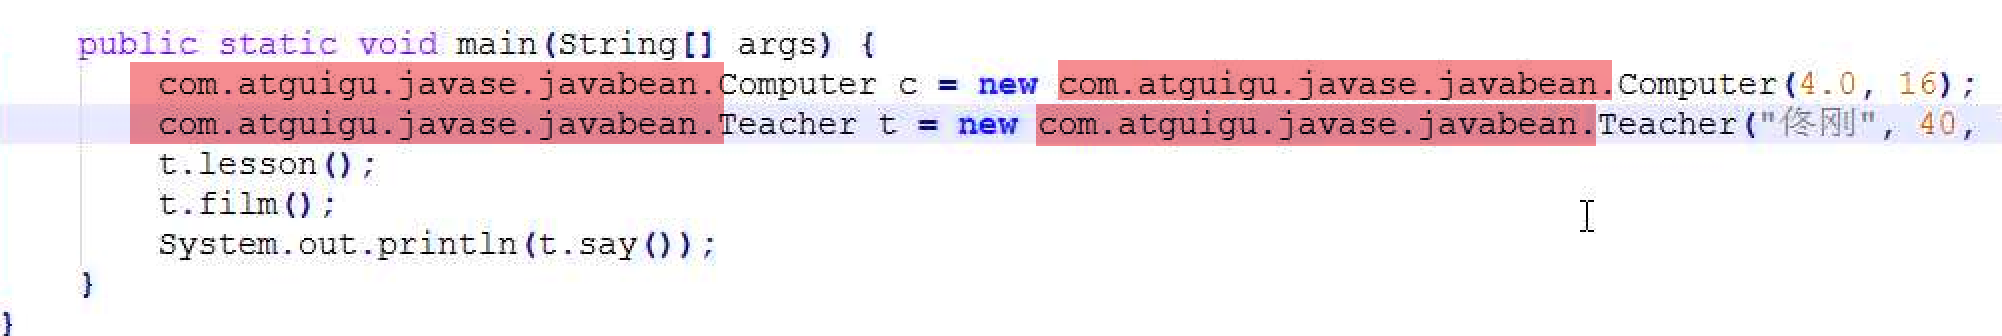 public static void main(String[] args) {
com.atguigu.javase.javabean.Computer c = new com.atguigu.javase.javabean.Computer(4.0, 16);
com.atguigu.javase.javabean.Teacher t = new com.atguigu.javase.javabean.Teacher("佟刚", 40,
t.lesson();
t.film();
System.out.println(t.say());
}
}